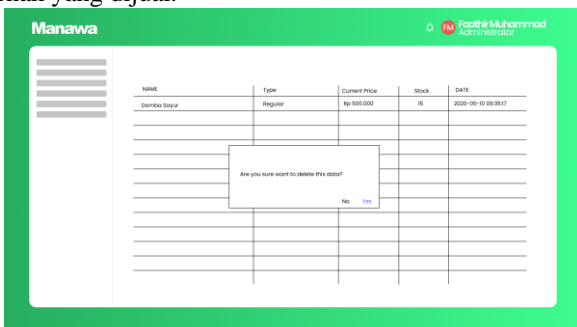 yang dijual.
Manawa
FM Faathir Muhammad
Administrator
NAME Type Current Price Stock DATE
Domba Sayur Regular Rp 500.000 15 2020-05-10 09:35:17
Are you sure want to delete this data?
No Yes